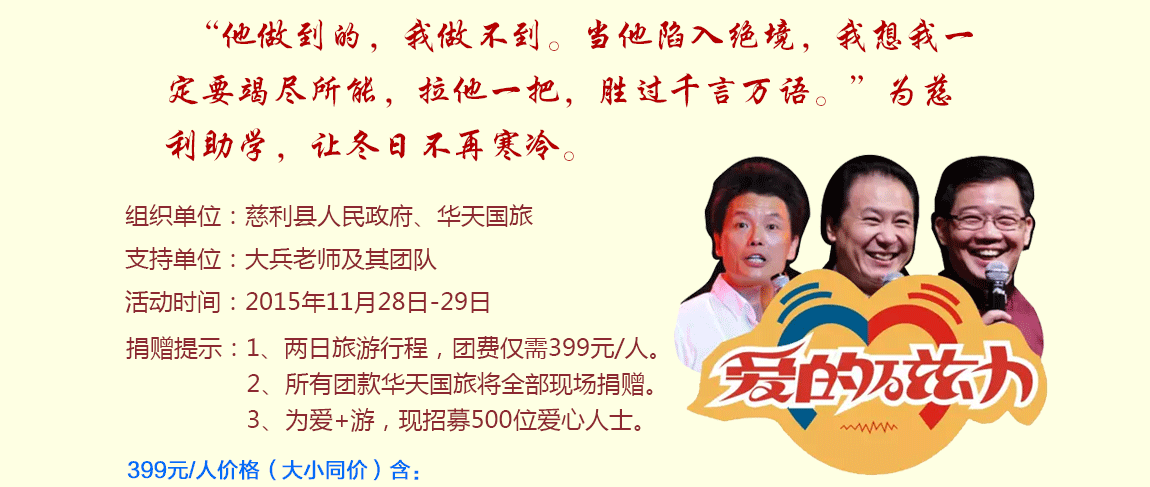 “他做到的，我做不到。当他陷入绝境，我想我一
定要竭尽所能，拉他一把，胜过千言万语。”为慈
利助学，让冬日不再寒冷。
组织单位：慈利县人民政府、华天国旅
支持单位：大兵老师及其团队
活动时间：2015年11月28日-29日
捐赠提示：1、两日旅游行程，团费仅需399元/人。
2、所有团款华天国旅将全部现场捐赠。
3、为爱+游，现招募500位爱心人士。
爱的万兹力
399元/人价格（大小同价）含：